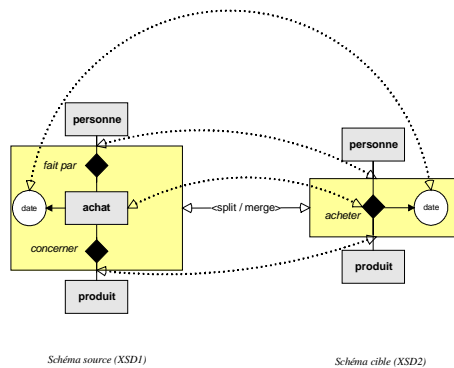 personne
personne
fait par
date
achat
<split / merge>
acheter
date
concerner
produit
produit
Schéma source (XSD1)
Schéma cible (XSD2)